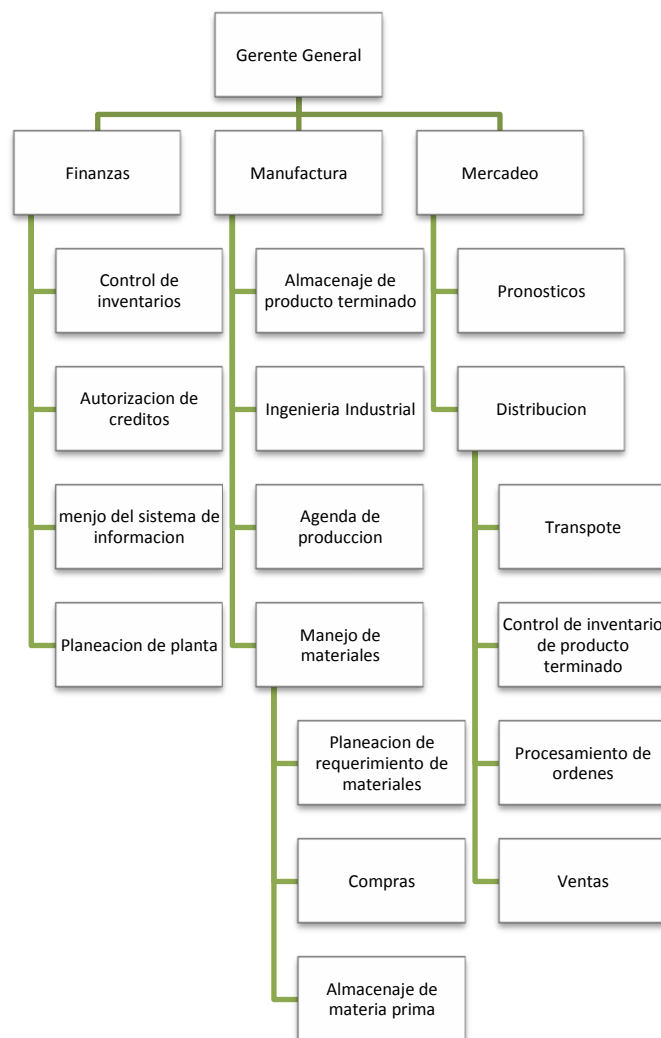 Gerente General
Finanzas
Manufactura
Mercadeo
Control de
inventarios
Almacenaje de
producto terminado
Pronosticos
Autorizacion de
creditos
Ingenieria Industrial
Distribucion
menjo del sistema de
informacion
Agenda de
produccion
Transpote
Planeacion de planta
Manejo de
materiales
Control de inventario
de producto
terminado
Planeacion de
requerimiento de
materiales
Procesamiento de
ordenes
Compras
Ventas
Almacenaje de
materia prima